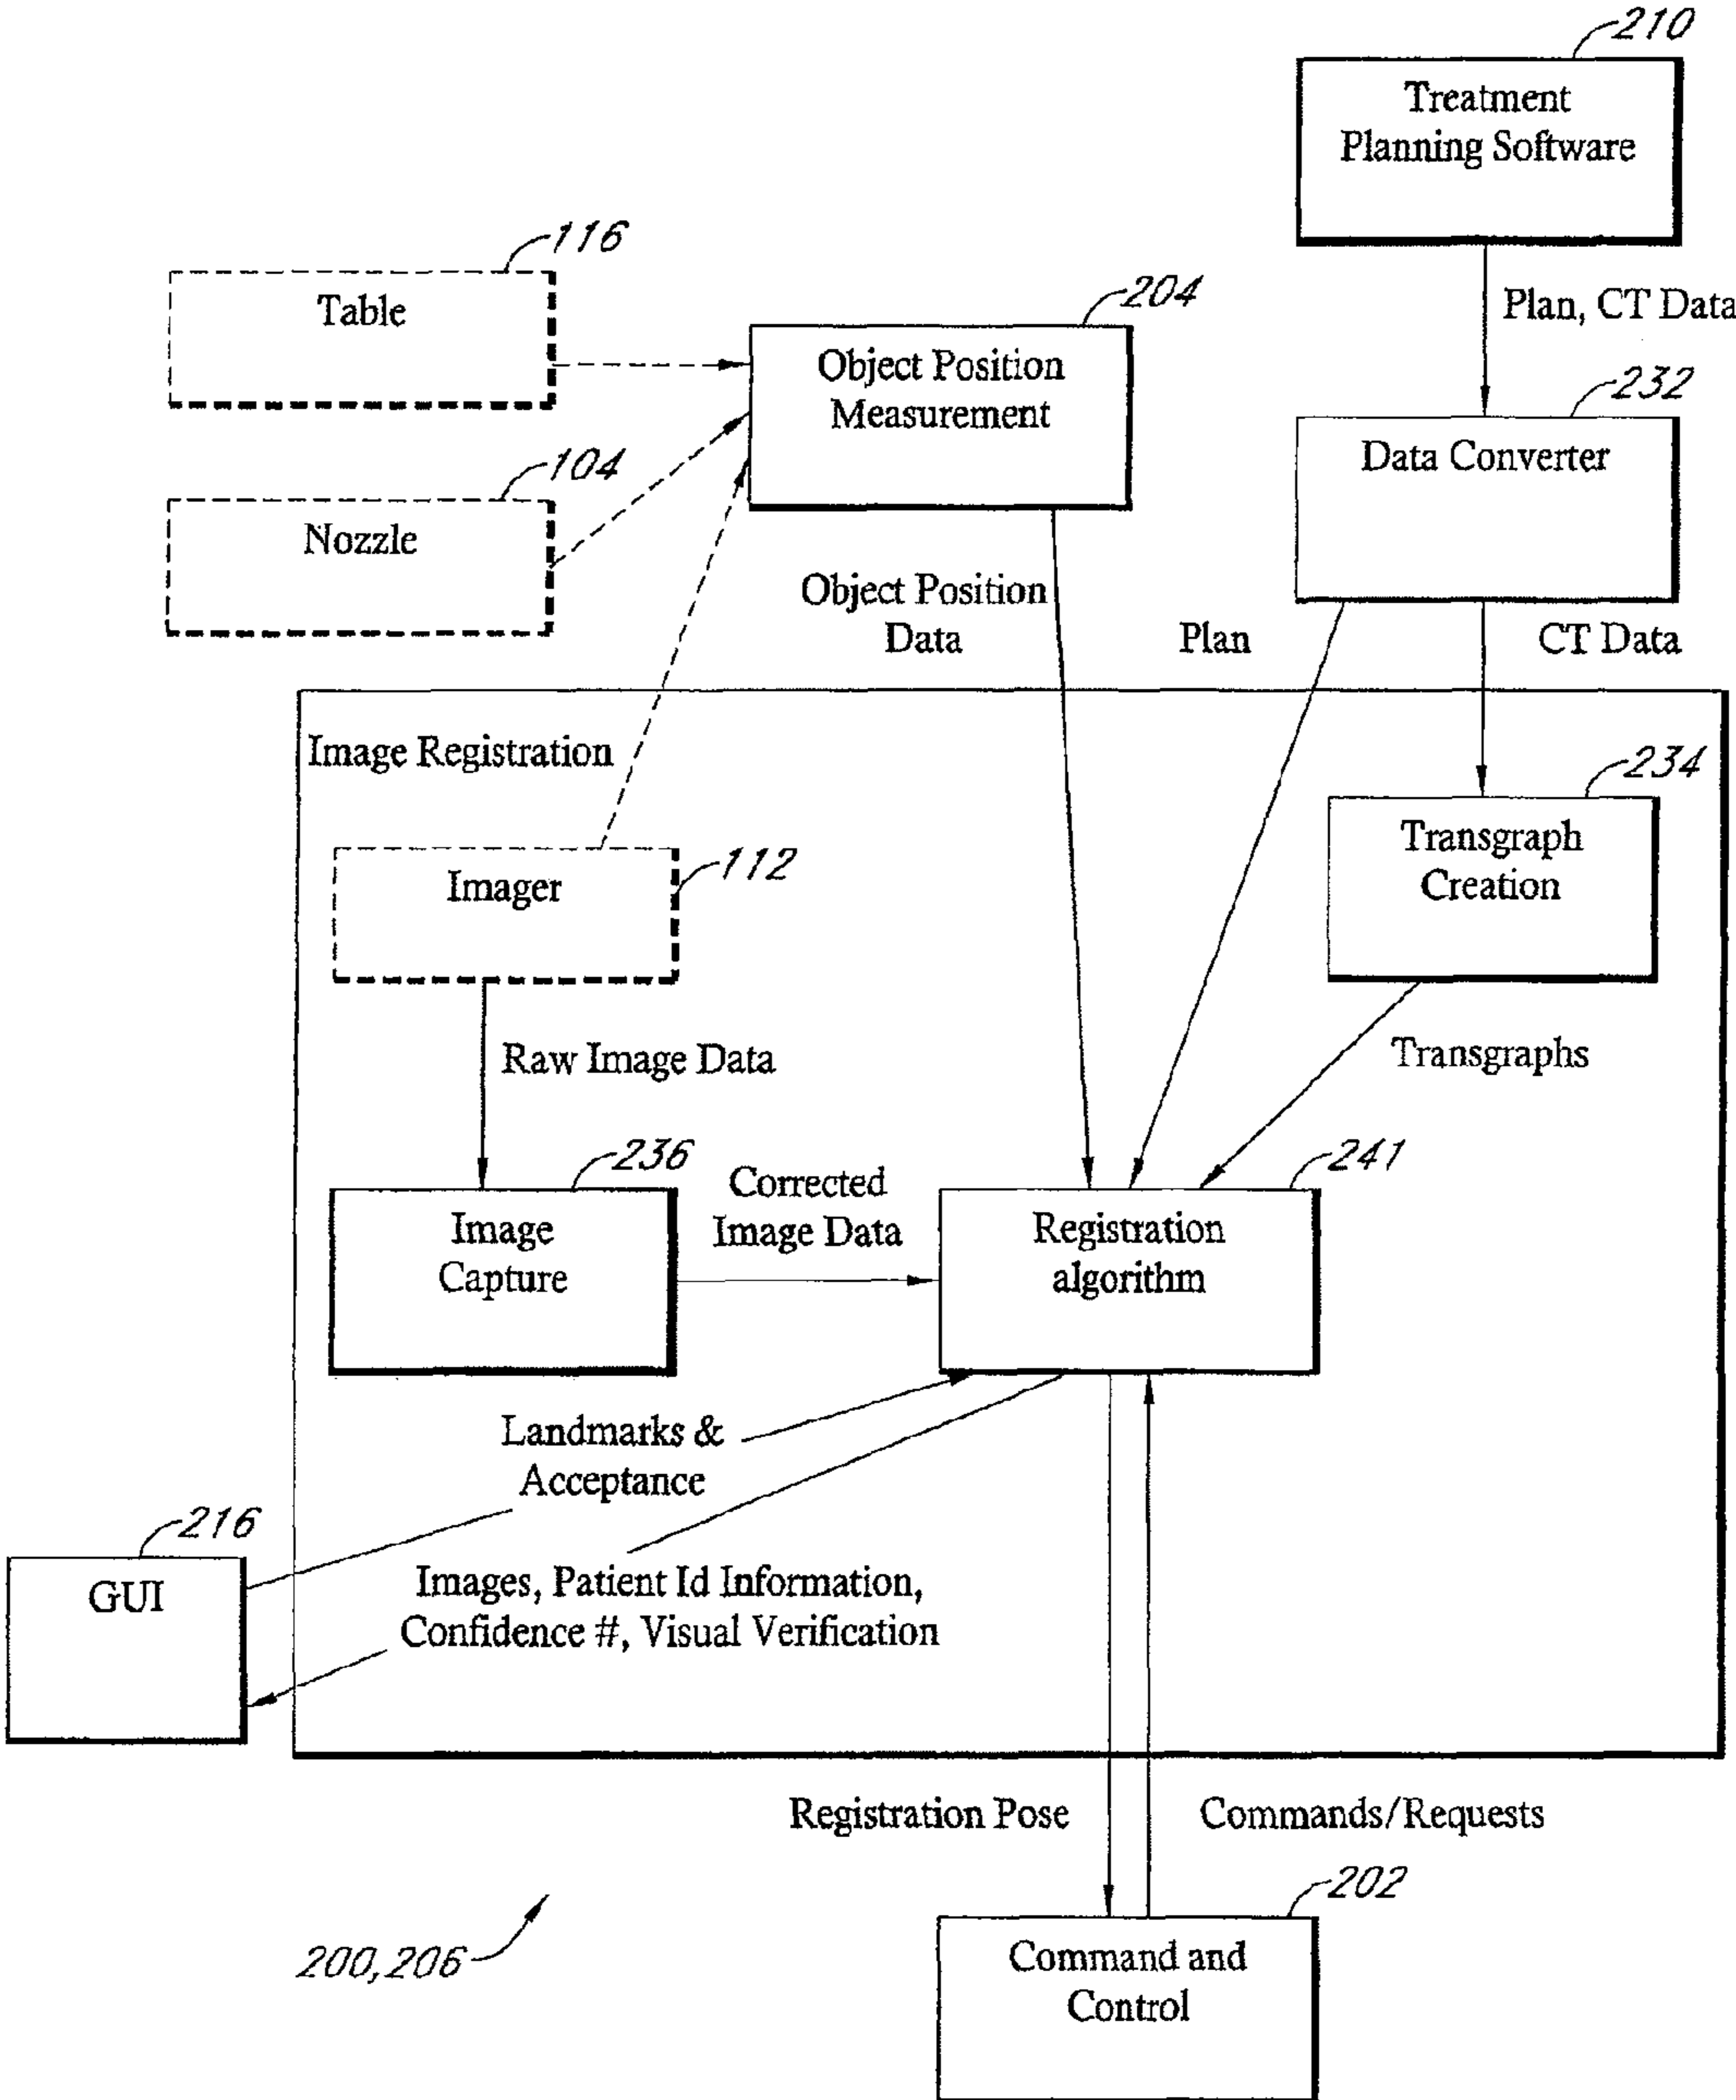 210
Treatment
Planning Software
116
Table
204
Plan, CT Data
Object Position
Measurement
232
Data Converter
104
Nozzle
Object Position
Data
Plan
CT Data
Image Registration
234
Transgraph
Creation
112
Imager
Raw Image Data
Transgraphs
236
Image
Capture
Corrected
Image Data
241
Registration
algorithm
Landmarks &
Acceptance
216
GUI
Images, Patient Id Information,
Confidence #, Visual Verification
Registration Pose
Commands/Requests
202
Command and
Control
200,206